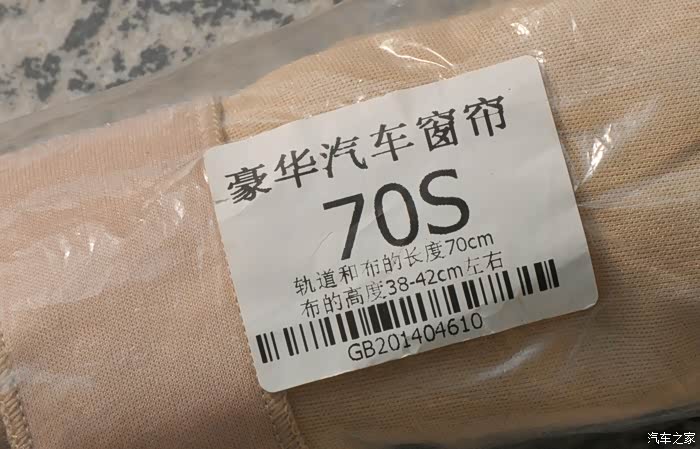 豪华汽车窗帘
70S
轨道和布的长度70cm
布的高度38-42cm左右
GB201404610
汽车之家